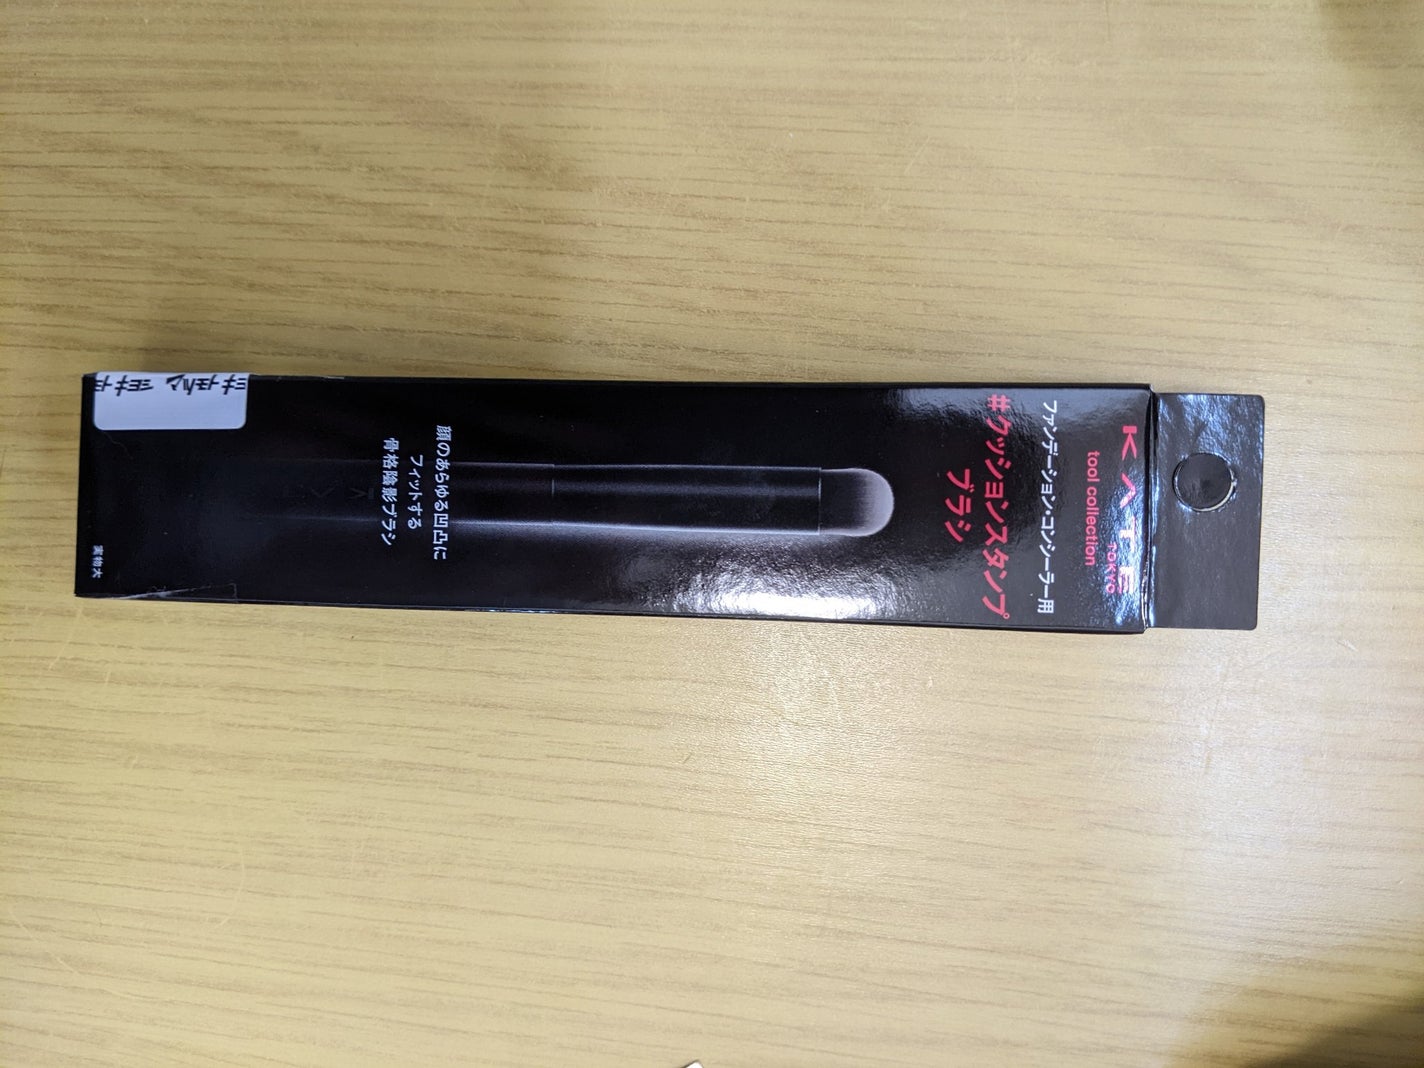 KATE
TOKYO
tool collection
ファンデーション・コンシーラー用
#クッションスタンプ
ブラシ
顔のあらゆる凹凸に
フィットする
骨格陰影ブラシ
実物大